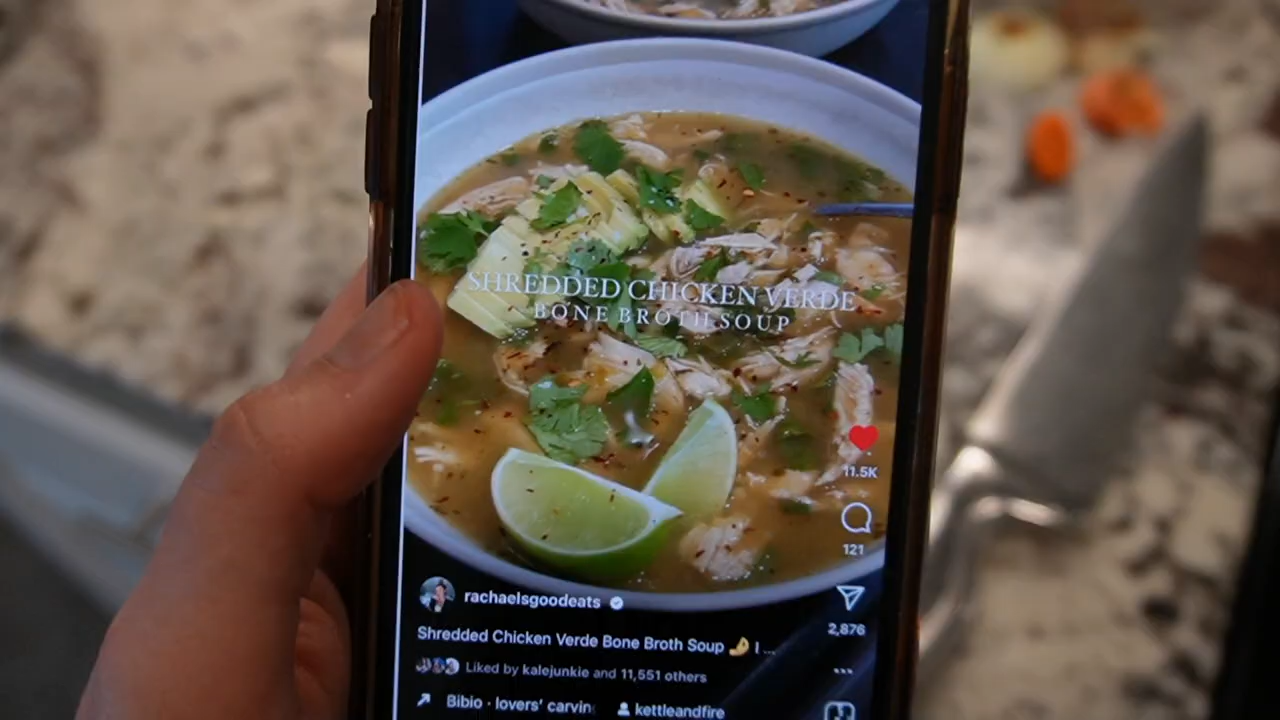 SHREDDED CHICKEN VERDE
BONE BROTH SOUP
11.5K
121
rachaelsgoodeats
2,876
Shredded Chicken Verde Bone Broth Soup 🤌 I ...
Liked by kalejunkie and 11,551 others
Bibio · lovers' carvin
kettleandfire